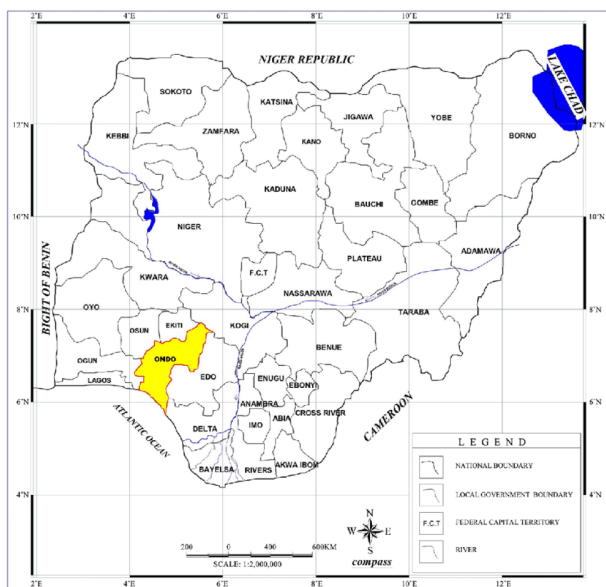 2°E 4°E 6°E 8°E 10°E 12°E
NIGER REPUBLIC
LAKE CHAD
SOKOTO
KATSINA
JIGAWA
YOBE
12°N
12°N
KEBBI
ZAMFARA
KANO
BORNO
KADUNA
BAUCHI
GOMBE
10°N
10°N
NIGER
ADAMAWA
PLATEAU
F.C.T
KWARA
NASSARAWA
8°N
8°N
BIGHT OF BENIN
OYO
TARABA
OSUN
EKITI
KOGI
BENUE
ONDO
OGUN
EDO
ENUGU
EBONYI
LAGOS
6°N
6°N
ATLANTIC OCEAN
ANAMBRA
CROSS RIVER
CAMEROON
DELTA
IMO
ABIA
BAYELSA
RIVERS
AKWA IBOM
4°N
4°N
LEGEND
NATIONAL BOUNDARY
LOCAL GOVERNMENT BOUNDARY
F.C.T FEDERAL CAPITAL TERRITORY
RIVER
N
W E
S
compass
200 0 200 400 600KM
SCALE: 1:2,000,000
2°E 4°E 6°E 8°E 10°E 12°E